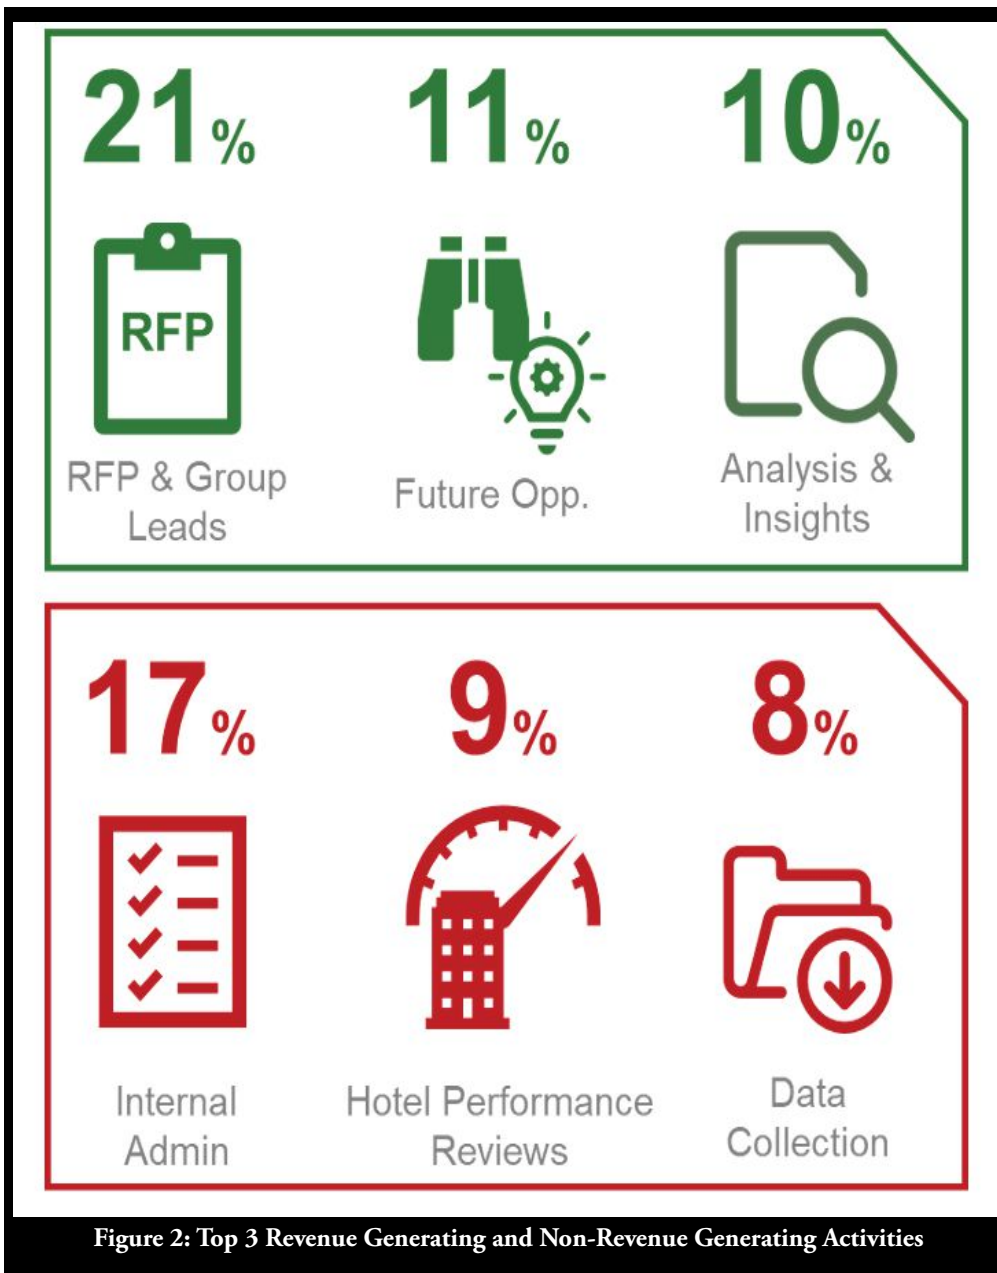 21%
11%
10%
RFP
RFP & Group
Leads
Future Opp.
Analysis &
Insights
17%
9%
8%
Internal
Admin
Hotel Performance
Reviews
Data
Collection
Figure 2: Top 3 Revenue Generating and Non-Revenue Generating Activities